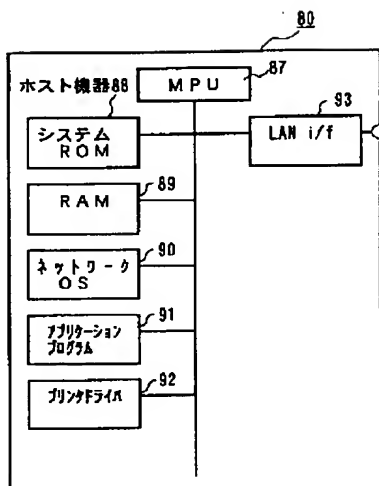 80
ホスト機器88
MPU
87
システム
ROM
93
LAN i/f
89
RAM
90
ネットワーク
OS
91
アプリケーション
プログラム
92
プリンタドライバ